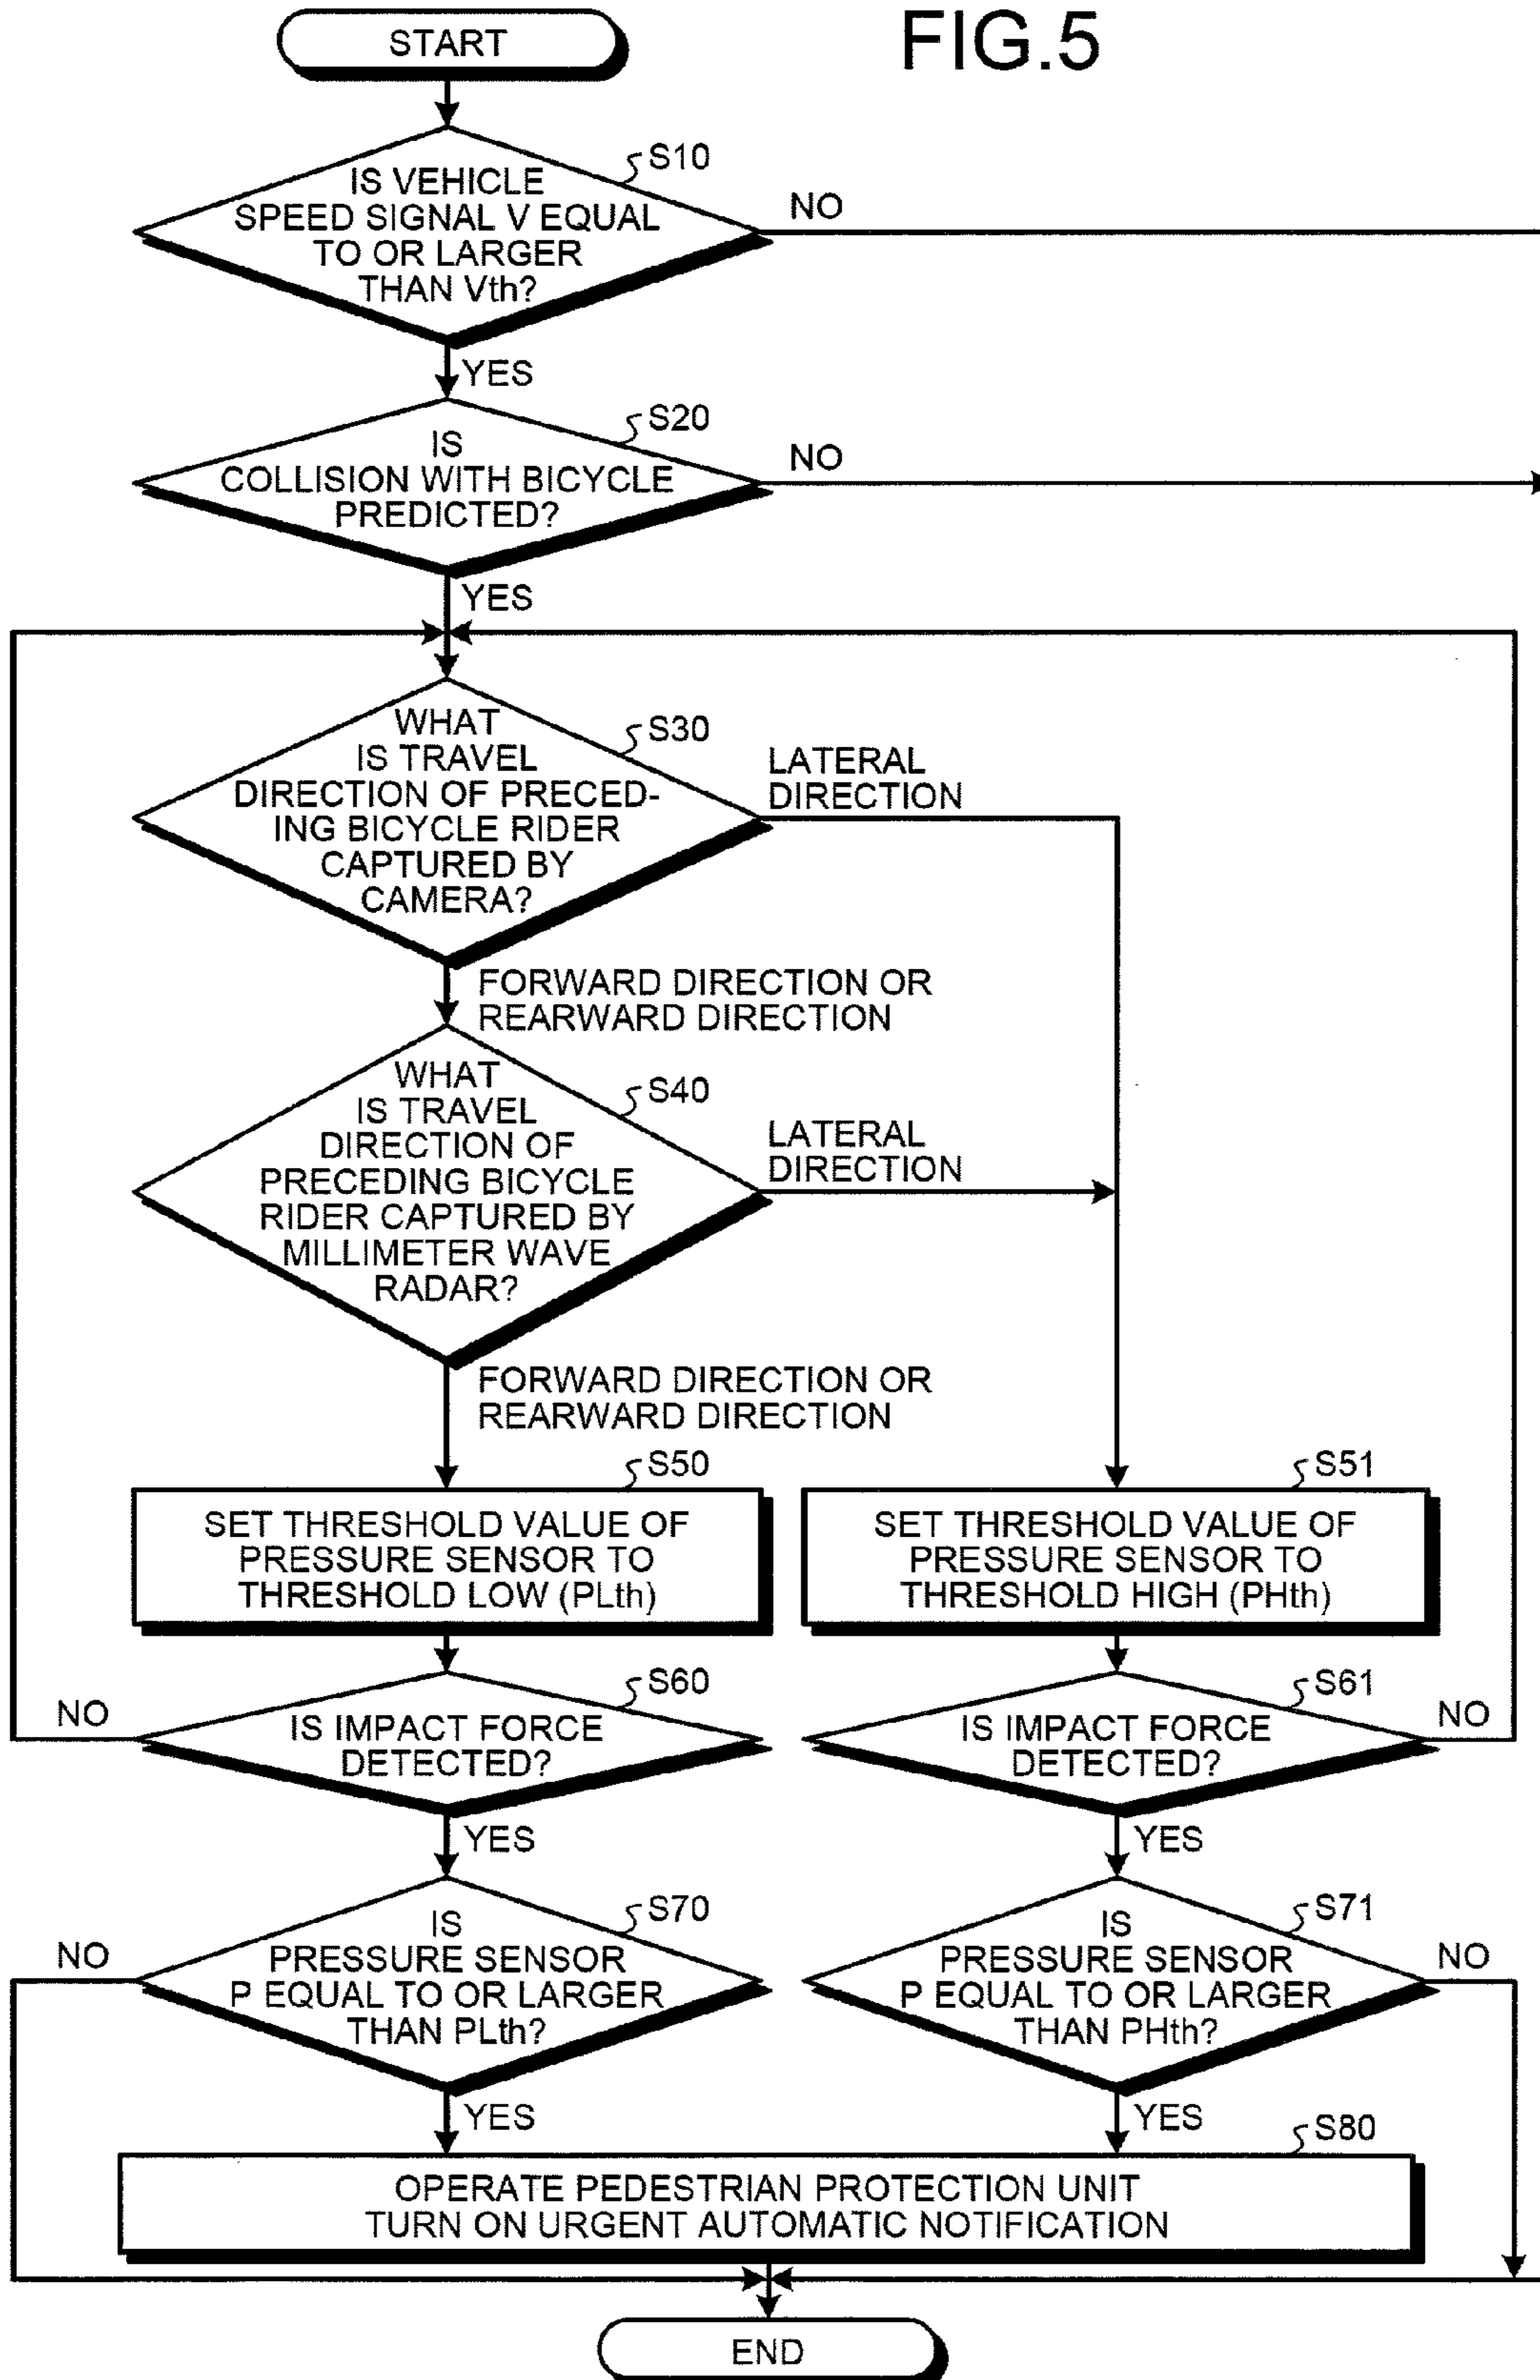 FIG.5
START
S10
IS VEHICLE
SPEED SIGNAL V EQUAL
TO OR LARGER
THAN Vth?
NO
YES
S20
IS
COLLISION WITH BICYCLE
PREDICTED?
NO
YES
S30
WHAT
IS TRAVEL
DIRECTION OF PRECED-
ING BICYCLE RIDER
CAPTURED BY
CAMERA?
LATERAL
DIRECTION
FORWARD DIRECTION OR
REARWARD DIRECTION
S40
WHAT
IS TRAVEL
DIRECTION OF
PRECEDING BICYCLE
RIDER CAPTURED BY
MILLIMETER WAVE
RADAR?
LATERAL
DIRECTION
FORWARD DIRECTION OR
REARWARD DIRECTION
S50
SET THRESHOLD VALUE OF
PRESSURE SENSOR TO
THRESHOLD LOW (PLth)
S51
SET THRESHOLD VALUE OF
PRESSURE SENSOR TO
THRESHOLD HIGH (PHth)
S60
NO
IS IMPACT FORCE
DETECTED?
YES
S61
IS IMPACT FORCE
DETECTED?
NO
YES
S70
NO
IS
PRESSURE SENSOR
P EQUAL TO OR LARGER
THAN PLth?
YES
S71
IS
PRESSURE SENSOR
P EQUAL TO OR LARGER
THAN PHth?
NO
YES
S80
OPERATE PEDESTRIAN PROTECTION UNIT
TURN ON URGENT AUTOMATIC NOTIFICATION
END